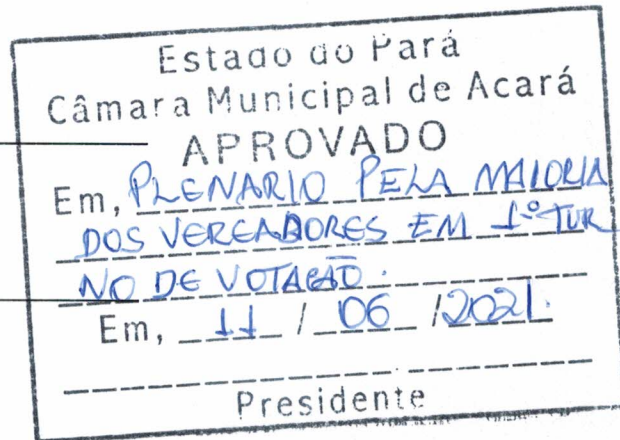 Estado do Pará
Câmara Municipal de Acará
APROVADO
Em, PLENARIO PELA MAIORIA
DOS VEREADORES EM 1º TUR
NO DE VOTAÇÃO.
Em, 11 / 06 / 2021.
Presidente